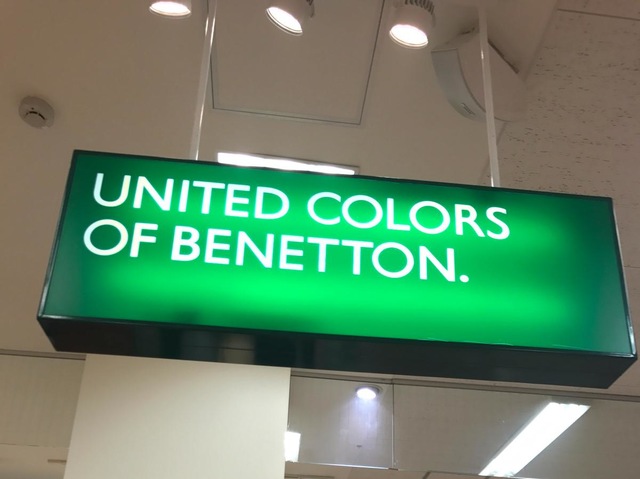 UNITED COLORS
OF BENETTON.